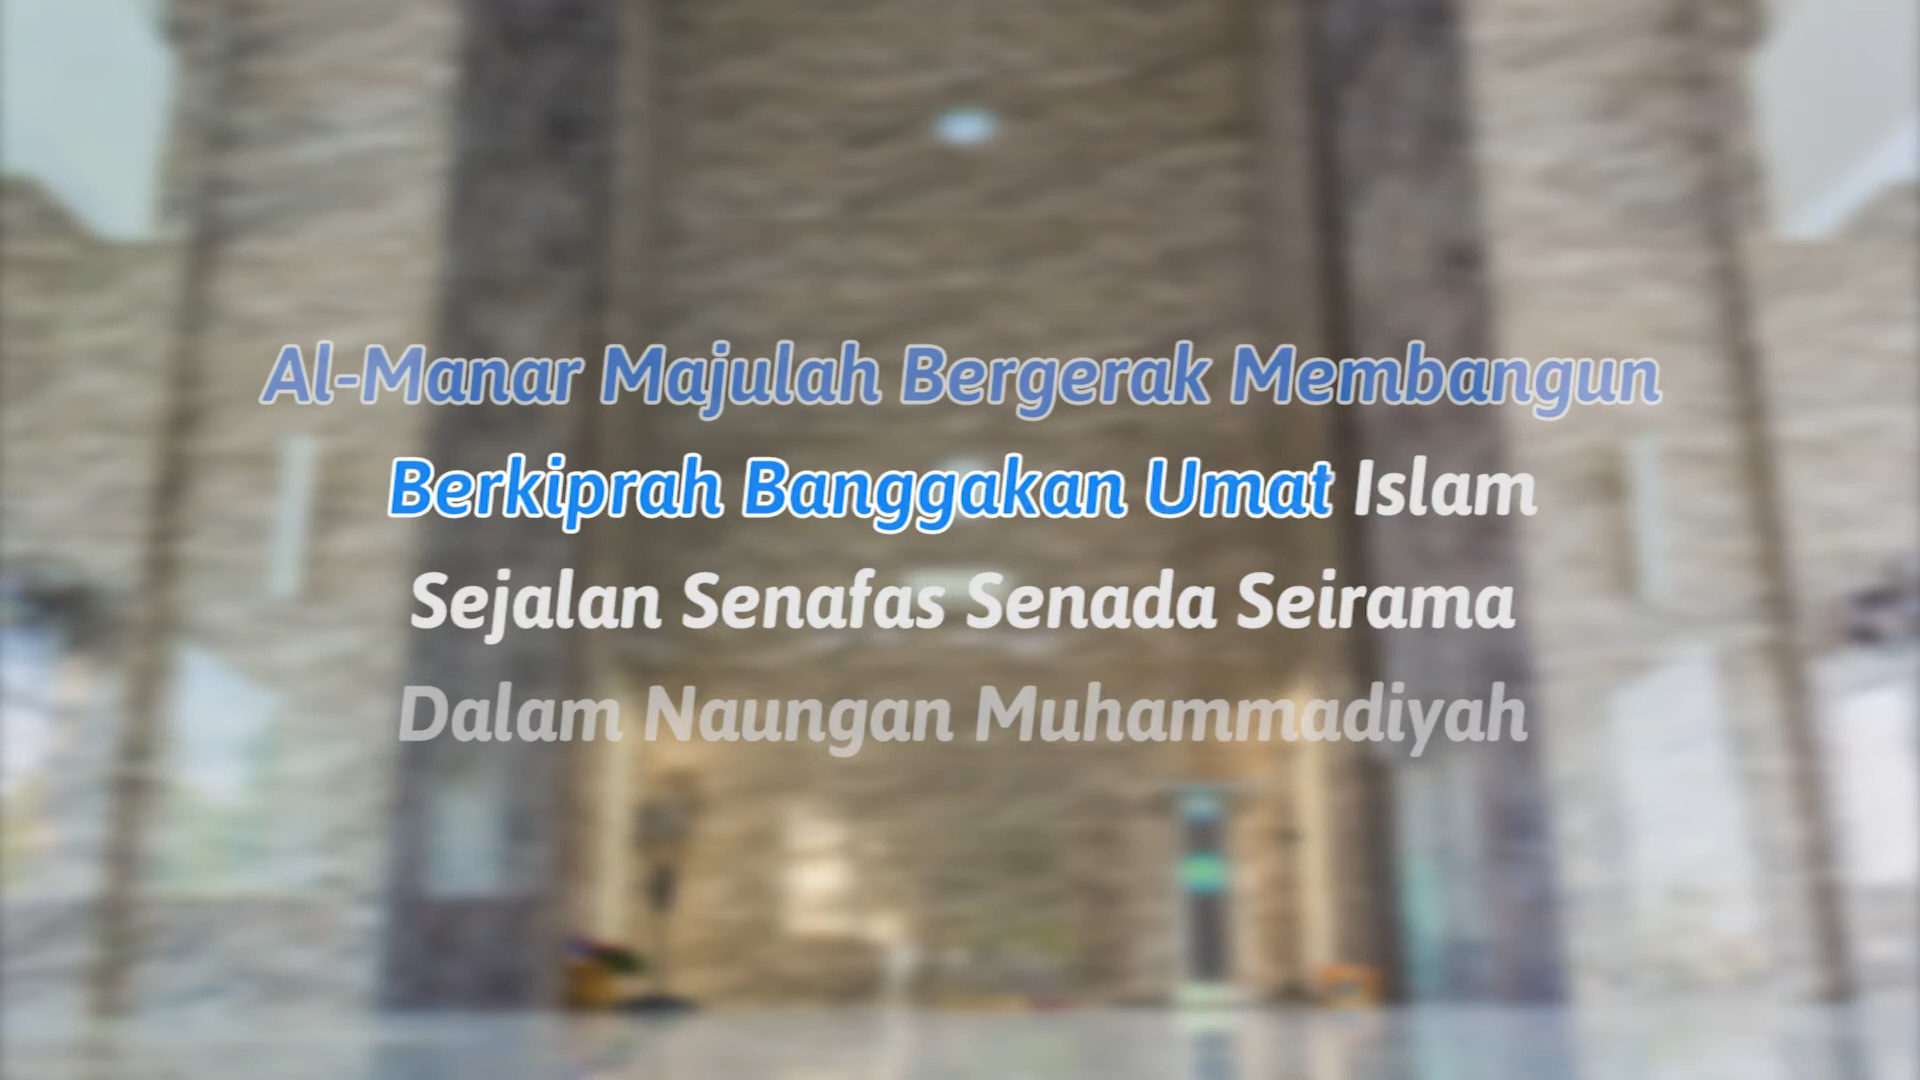 Al-Manar Majulah Bergerak Membangun
Berkiprah Banggakan Umat Islam
Sejalan Senafas Senada Seirama
Dalam Naungan Muhammadiyah